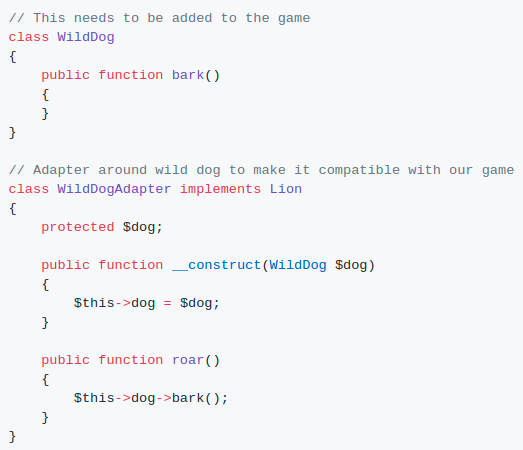 // This needs to be added to the game
class WildDog
{
    public function bark()
    {
    }
}

// Adapter around wild dog to make it compatible with our game
class WildDogAdapter implements Lion
{
    protected $dog;

    public function __construct(WildDog $dog)
    {
        $this->dog = $dog;
    }

    public function roar()
    {
        $this->dog->bark();
    }
}